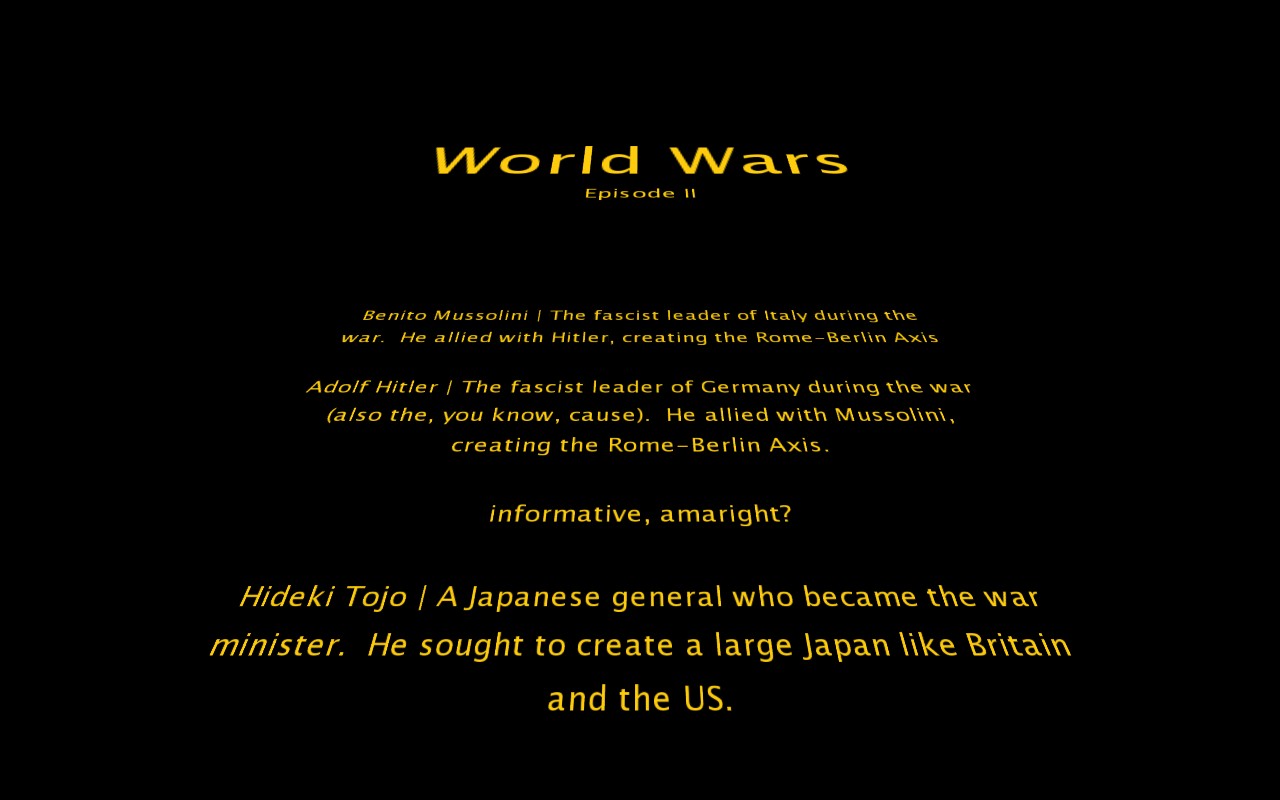 World Wars
Episode II
Benito Mussolini | The fascist leader of Italy during the
war.  He allied with Hitler, creating the Rome-Berlin Axis
Adolf Hitler | The fascist leader of Germany during the war
(also the, you know, cause).  He allied with Mussolini,
creating the Rome-Berlin Axis.
informative, amaright?
Hideki Tojo | A Japanese general who became the war
minister.  He sought to create a large Japan like Britain
and the US.